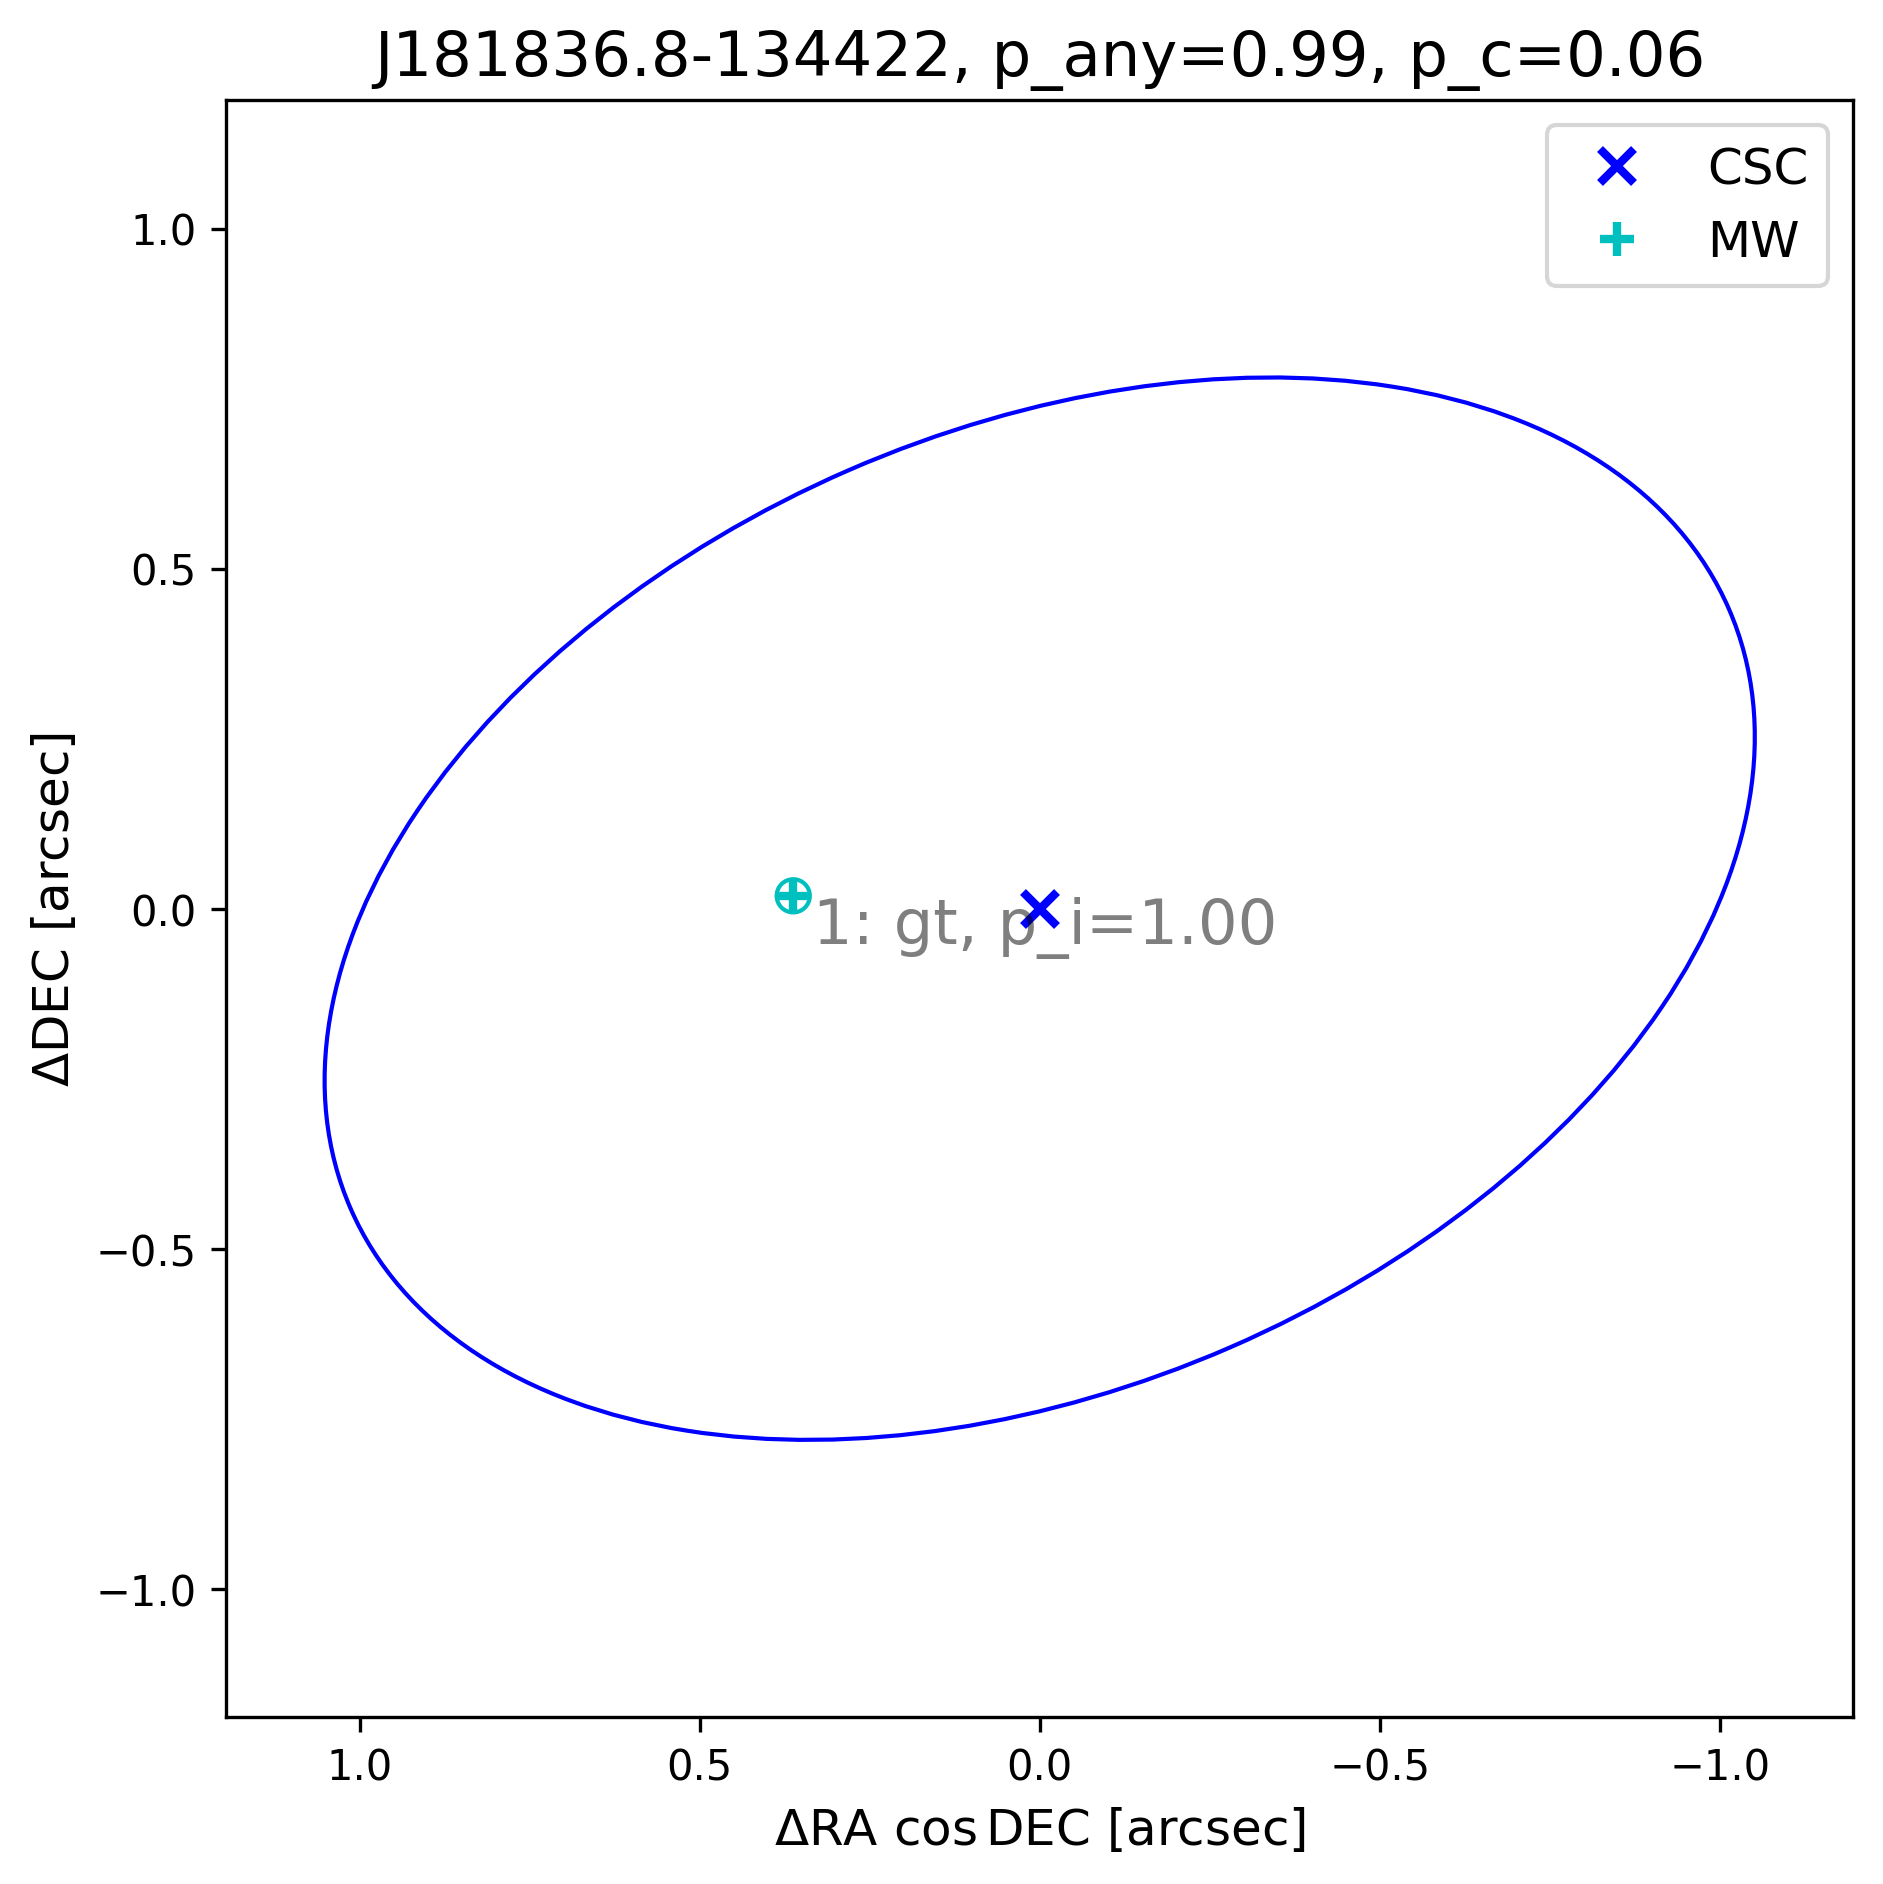 J181836.8-134422, p_any=0.99, p_c=0.06
CSC
MW
1.0
0.5
0.0
−0.5
−1.0
ΔDEC [arcsec]
1: gt, p_i=1.00
1.0
0.5
0.0
−0.5
−1.0
ΔRA cos DEC [arcsec]